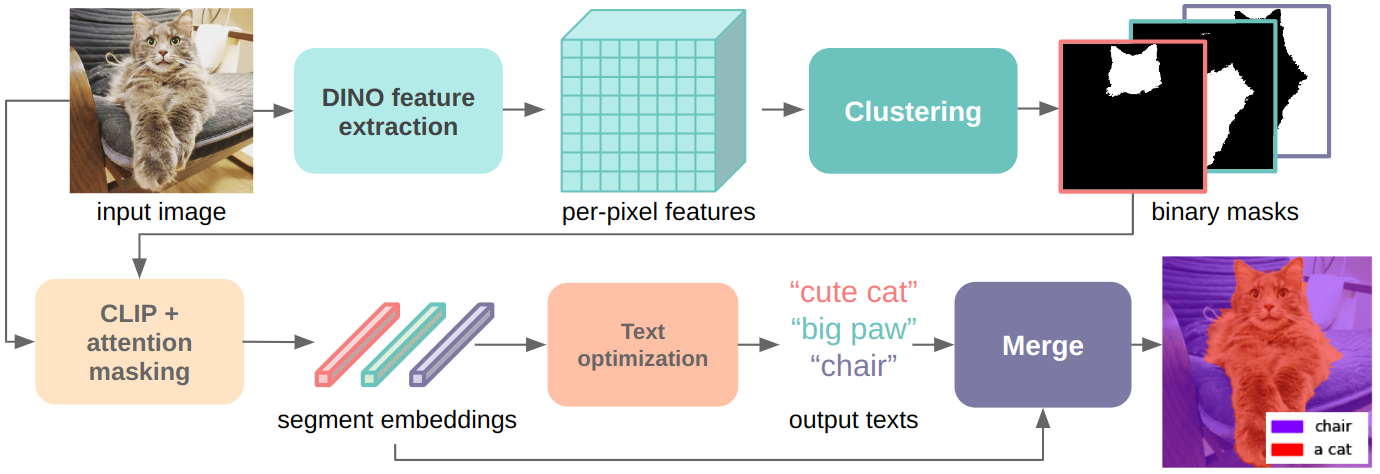 DINO feature
extraction
Clustering
input image
per-pixel features
binary masks
CLIP +
attention
masking
Text
optimization
“cute cat”
“big paw”
“chair”
Merge
segment embeddings
output texts
chair
a cat